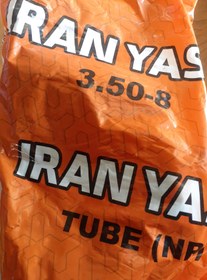 IRAN YAS
3.50-8
IRAN YA
TUBE (NR